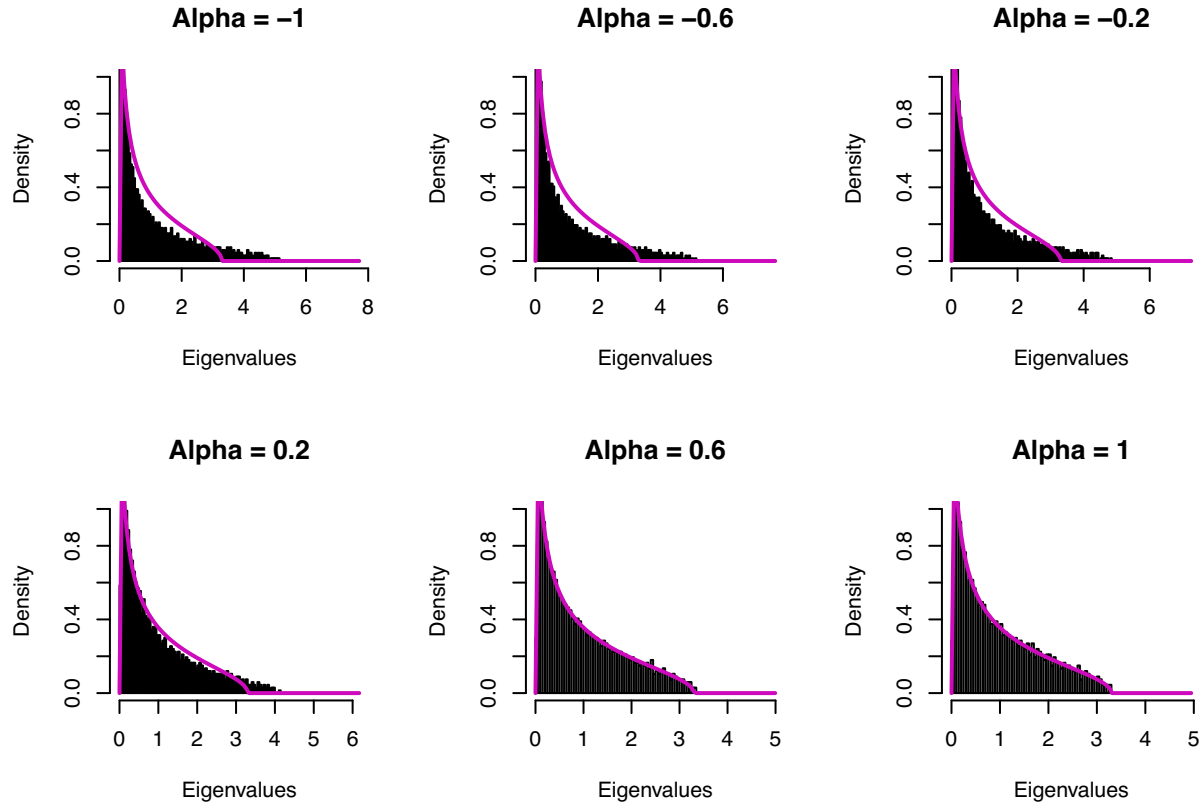 Alpha = −1
Density
0.0 0.4 0.8
0 2 4 6 8
Eigenvalues
Alpha = −0.6
Density
0.0 0.4 0.8
0 2 4 6
Eigenvalues
Alpha = −0.2
Density
0.0 0.4 0.8
0 2 4 6
Eigenvalues
Alpha = 0.2
Density
0.0 0.4 0.8
0 1 2 3 4 5 6
Eigenvalues
Alpha = 0.6
Density
0.0 0.4 0.8
0 1 2 3 4 5
Eigenvalues
Alpha = 1
Density
0.0 0.4 0.8
0 1 2 3 4 5
Eigenvalues